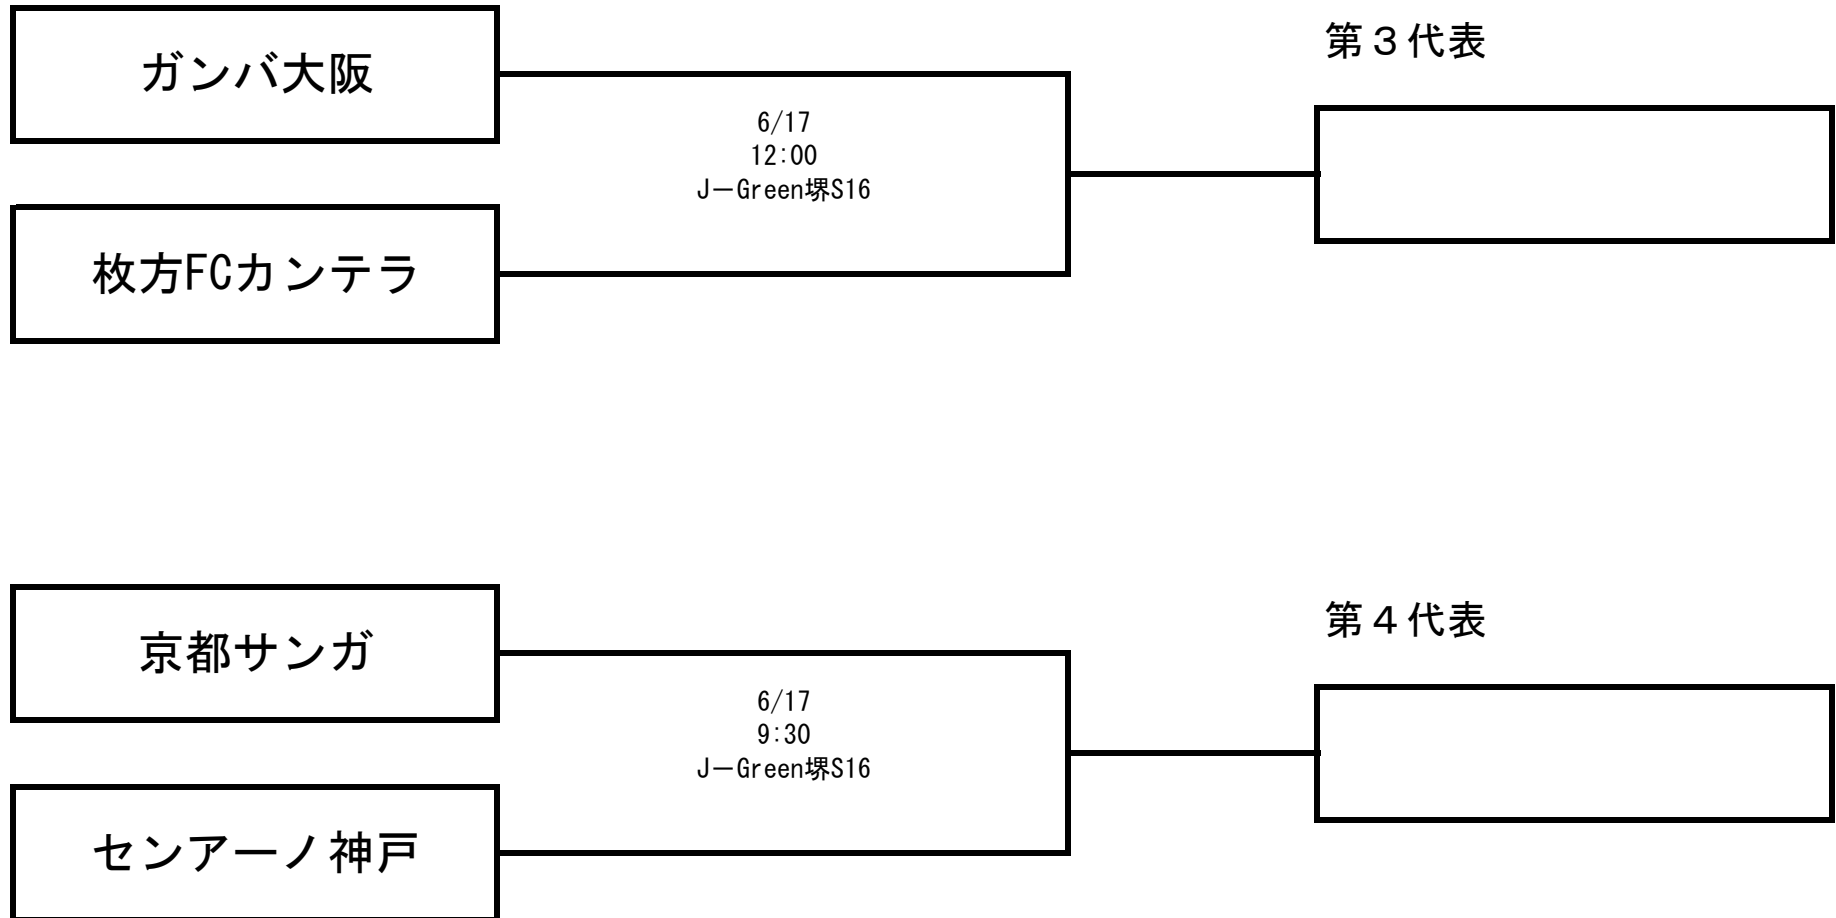 ガンバ大阪
第３代表
6/17
12:00
J－Green堺S16
枚方FCカンテラ
京都サンガ
第４代表
6/17
9:30
J－Green堺S16
センアーノ神戸